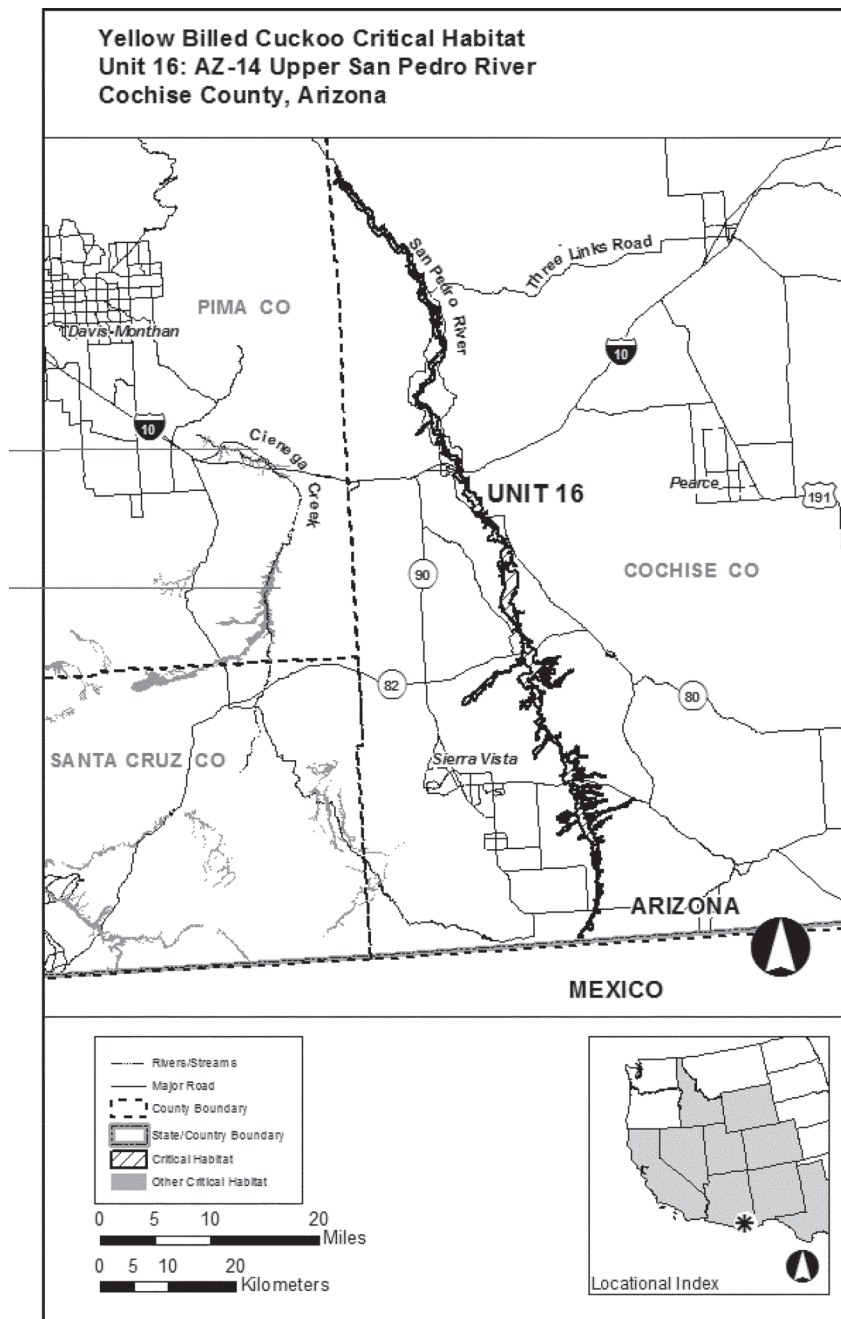 Yellow Billed Cuckoo Critical Habitat
Unit 16: AZ-14 Upper San Pedro River
Cochise County, Arizona
San Pedro River
Three Links Road
PIMA CO
Davis-Monthan
10
10
Cienega Creek
UNIT 16
Pearce
191
90
COCHISE CO
82
80
SANTA CRUZ CO
Sierra Vista
ARIZONA
MEXICO
Rivers/Streams
Major Road
County Boundary
State/Country Boundary
Critical Habitat
Other Critical Habitat
0 5 10 20
Miles
0 5 10 20
Kilometers
Locational Index